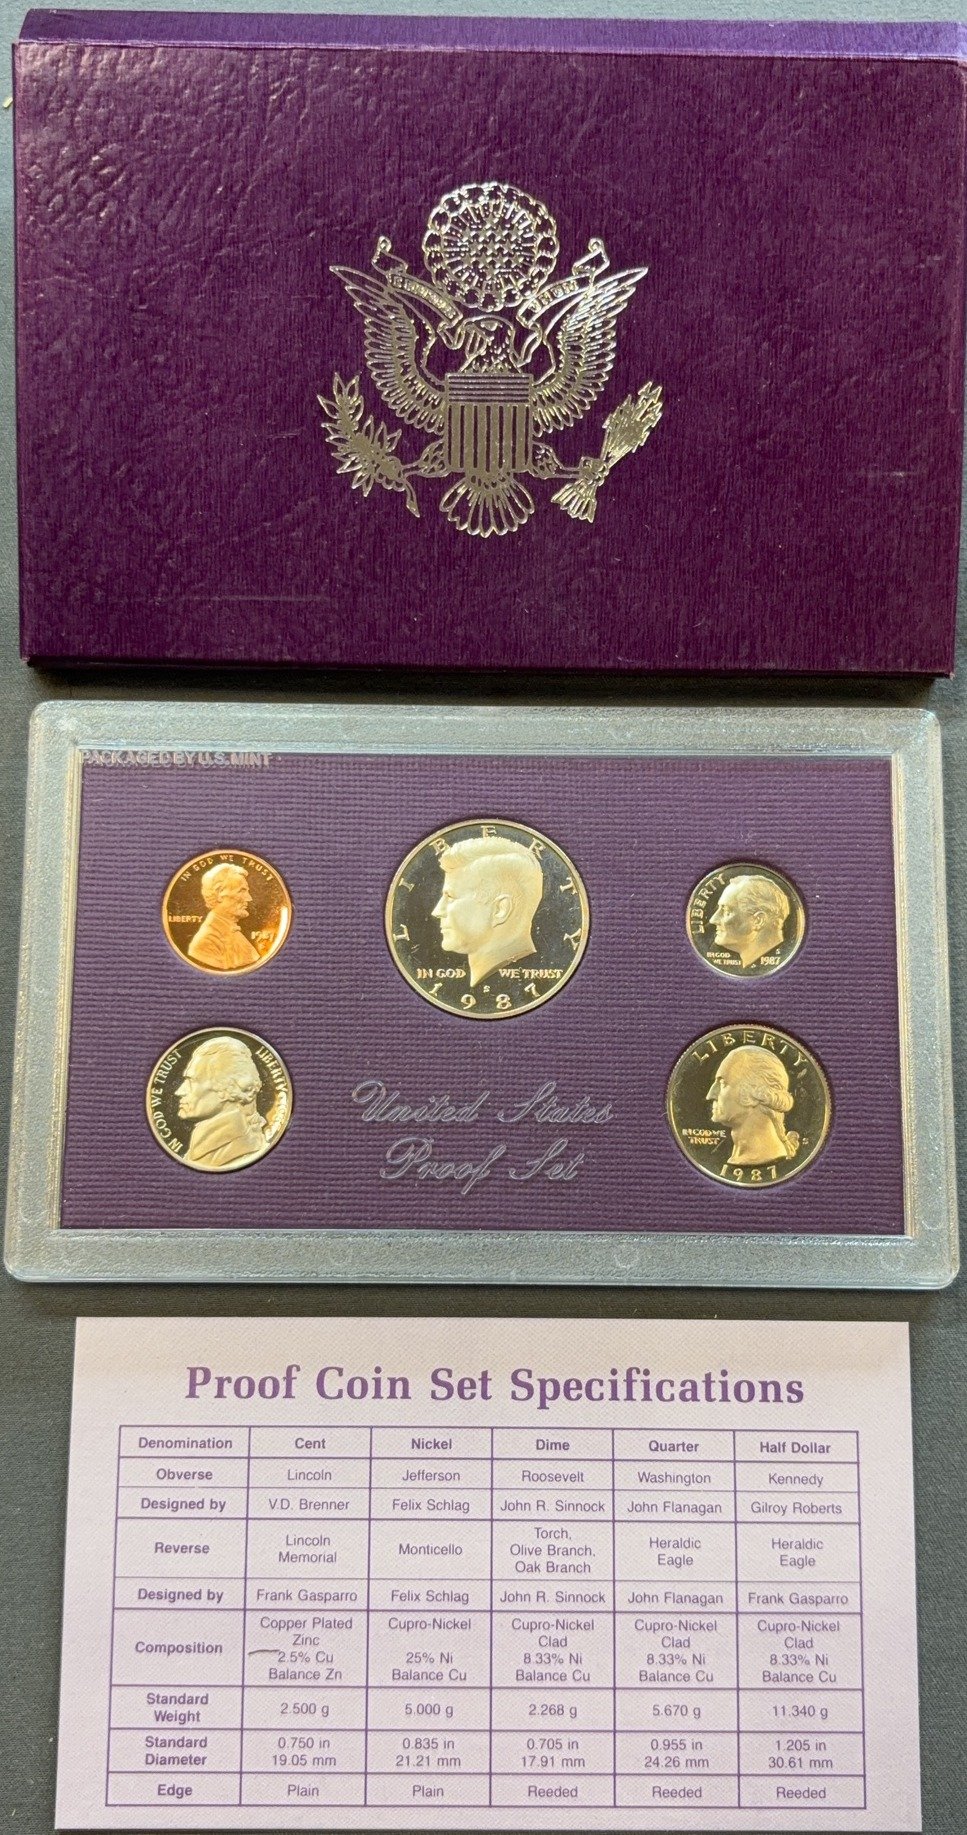 PACKAGED BY U.S. MINT
IN GOD WE TRUST
LIBERTY
1987
S
LIBERTY
IN GOD WE TRUST
S
1987
LIBERTY
IN GOD
WE TRUST
S
1987
IN GOD WE TRUST
LIBERTY
United States
Proof Set
LIBERTY
IN GOD WE
TRUST
S
1987
Proof Coin Set Specifications
Denomination Cent Nickel Dime Quarter Half Dollar
Obverse Lincoln Jefferson Roosevelt Washington Kennedy
Designed by V.D. Brenner Felix Schlag John R. Sinnock John Flanagan Gilroy Roberts
Reverse Lincoln Memorial Monticello Torch, Olive Branch, Oak Branch Heraldic Eagle Heraldic Eagle
Designed by Frank Gasparro Felix Schlag John R. Sinnock John Flanagan Frank Gasparro
Composition Copper Plated Zinc 2.5% Cu Balance Zn Cupro-Nickel 25% Ni Balance Cu Cupro-Nickel Clad 8.33% Ni Balance Cu Cupro-Nickel Clad 8.33% Ni Balance Cu Cupro-Nickel Clad 8.33% Ni Balance Cu
Standard Weight 2.500 g 5.000 g 2.268 g 5.670 g 11.340 g
Standard Diameter 0.750 in 19.05 mm 0.835 in 21.21 mm 0.705 in 17.91 mm 0.955 in 24.26 mm 1.205 in 30.61 mm
Edge Plain Plain Reeded Reeded Reeded